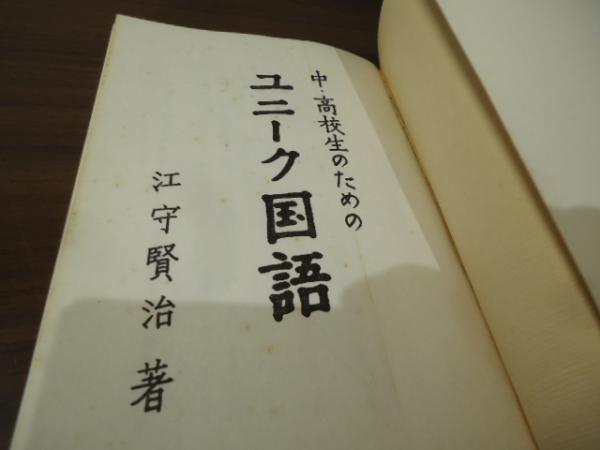 中・高校生のための
ユニーク国語
江守賢治 著